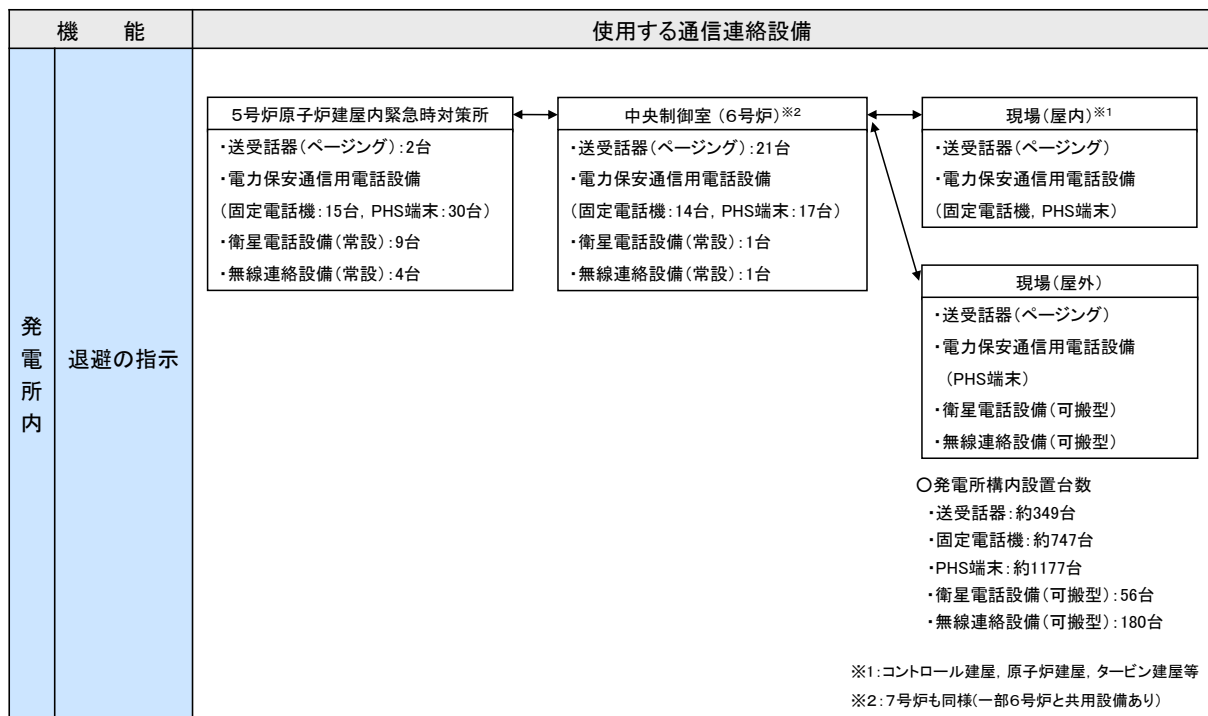 機　能
使用する通信連絡設備
発電所内
退避の指示
5号炉原子炉建屋内緊急時対策所
・送受話器(ページング):2台
・電力保安通信用電話設備
(固定電話機:15台, PHS端末:30台)
・衛星電話設備(常設):9台
・無線連絡設備(常設):4台
中央制御室 (6号炉)※2
・送受話器(ページング):21台
・電力保安通信用電話設備
(固定電話機:14台, PHS端末:17台)
・衛星電話設備(常設):1台
・無線連絡設備(常設):1台
現場(屋内)※1
・送受話器(ページング)
・電力保安通信用電話設備
(固定電話機, PHS端末)
現場(屋外)
・送受話器(ページング)
・電力保安通信用電話設備
(PHS端末)
・衛星電話設備(可搬型)
・無線連絡設備(可搬型)
○発電所構内設置台数
・送受話器:約349台
・固定電話機:約747台
・PHS端末:約1177台
・衛星電話設備(可搬型):56台
・無線連絡設備(可搬型):180台
※1:コントロール建屋, 原子炉建屋, タービン建屋等
※2:7号炉も同様(一部6号炉と共用設備あり)